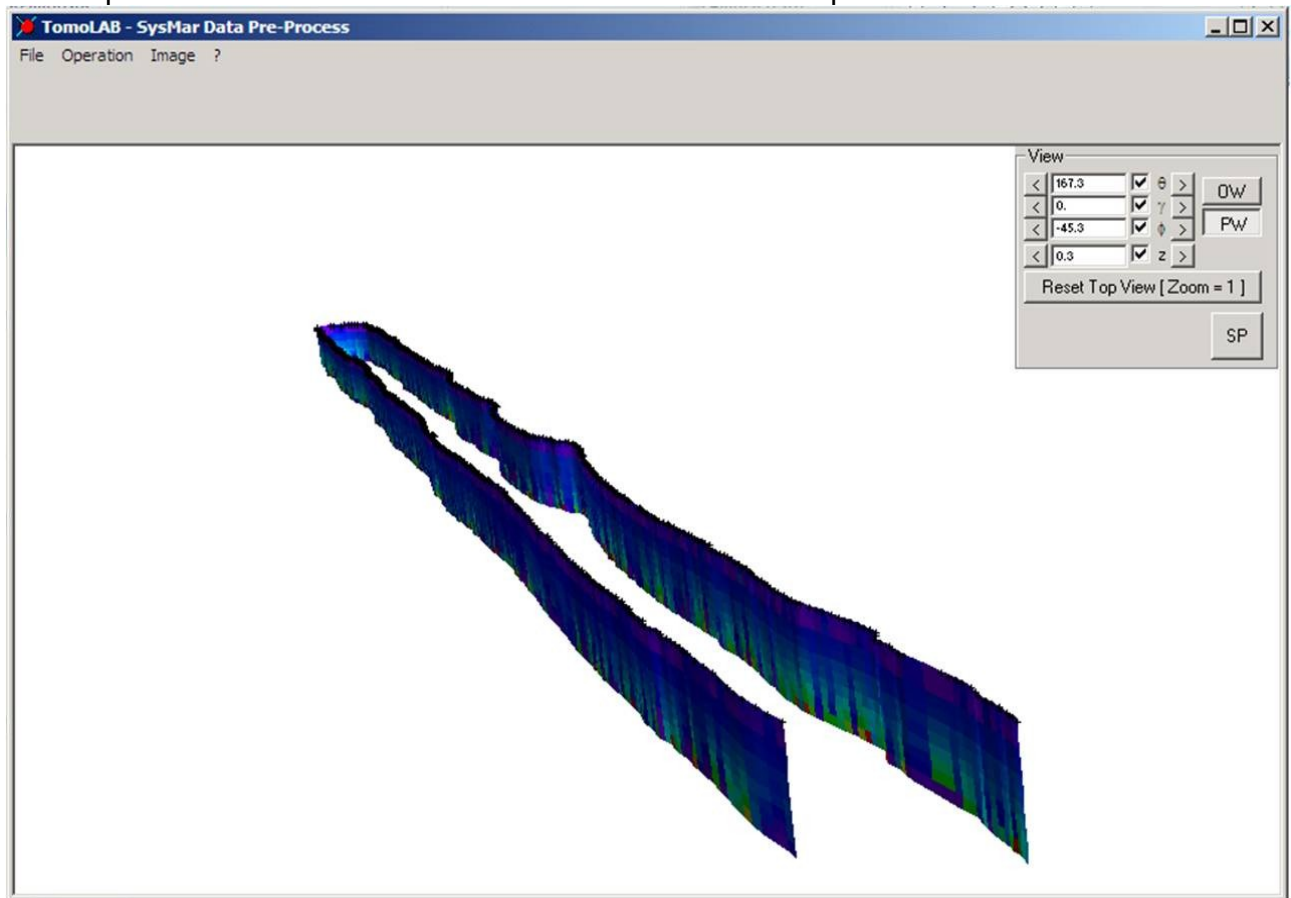 TomoLAB - SysMar Data Pre-Process
File Operation Image ?
View
< 167.3 θ > OW
< 0. γ > PW
< -45.3 ϕ >
< 0.3 z >
Reset Top View [ Zoom = 1 ]
SP